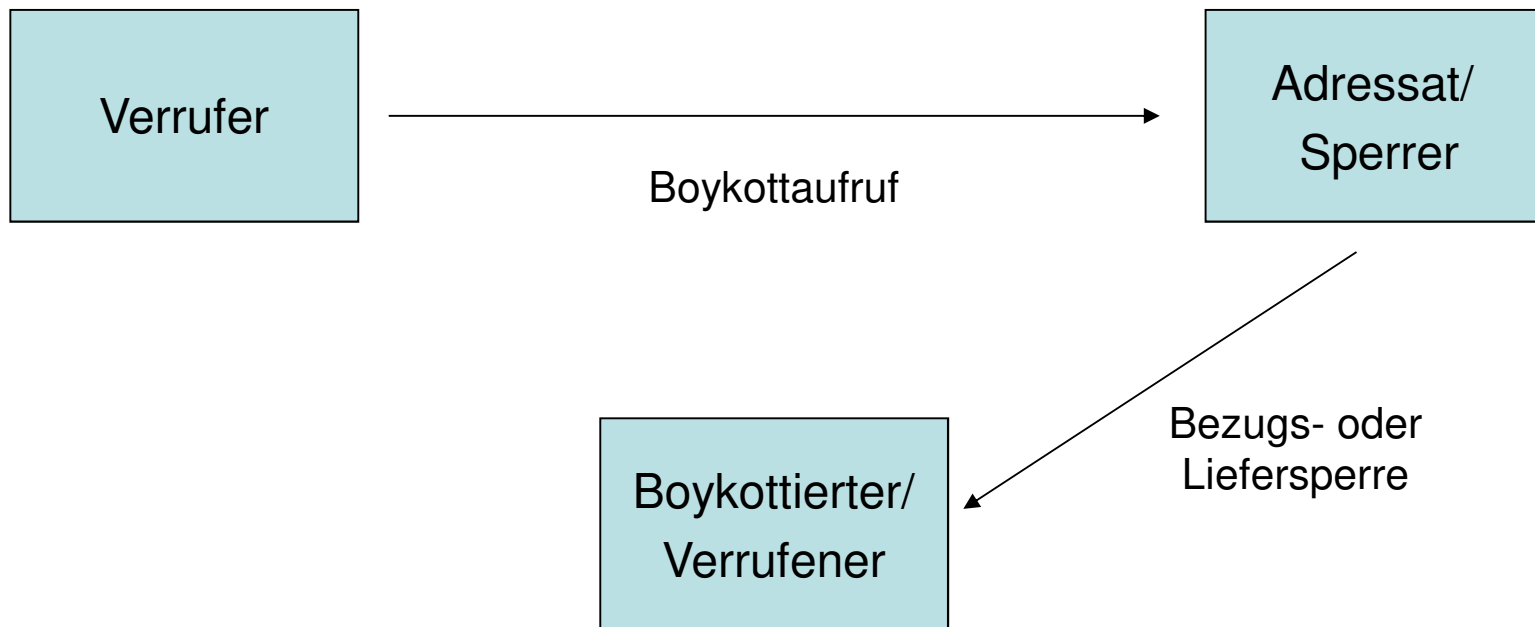 Verrufer
Adressat/
Sperrer
Boykottaufruf
Bezugs- oder
Liefersperre
Boykottierter/
Verrufener